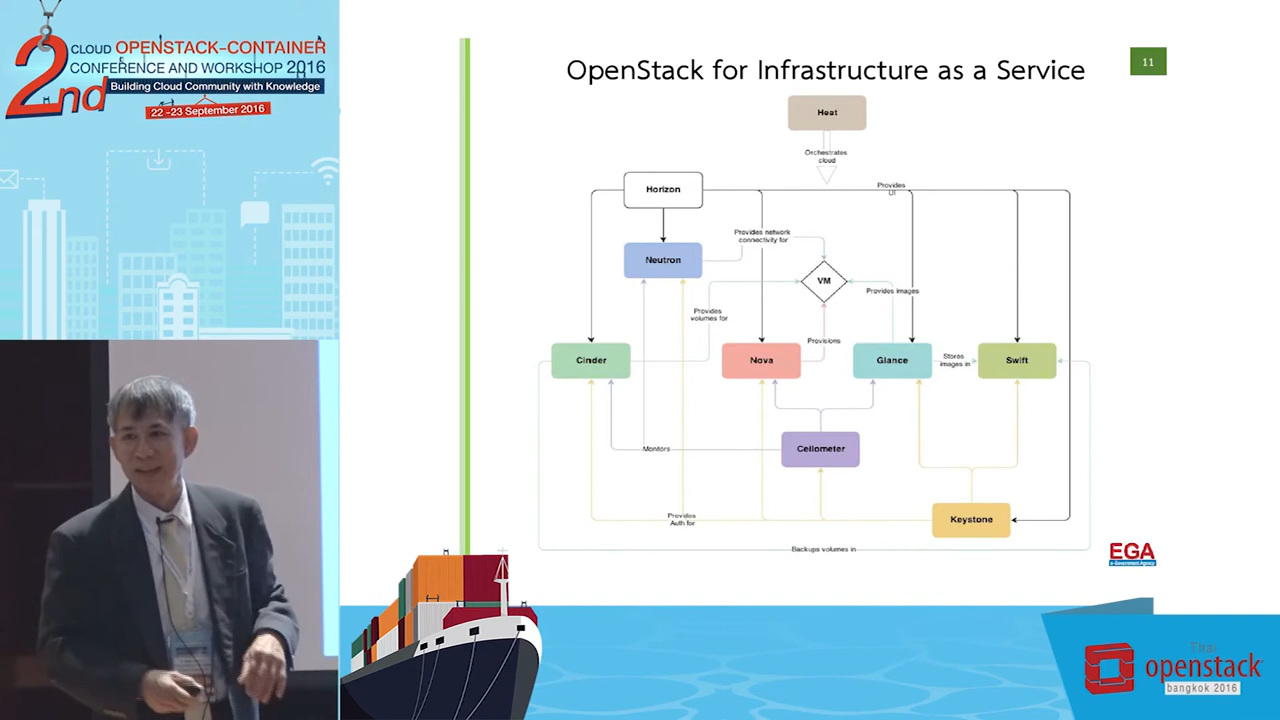 2nd
CLOUD OPENSTACK-CONTAINER
CONFERENCE AND WORKSHOP 2016
Building Cloud Community with Knowledge
22 -23 September 2016
OpenStack for Infrastructure as a Service
11
Heat
Orchestrates
cloud
Horizon
Provides
UI
Provides network
connectivity for
Neutron
VM
Provides images
Provides
volumes for
Provisions
Cinder
Nova
Glance
Stores
images in
Swift
Ceilometer
Monitors
Provides
Auth for
Keystone
Backups volumes in
EGA
e-Government Agency
Thai
openstack
bangkok 2016